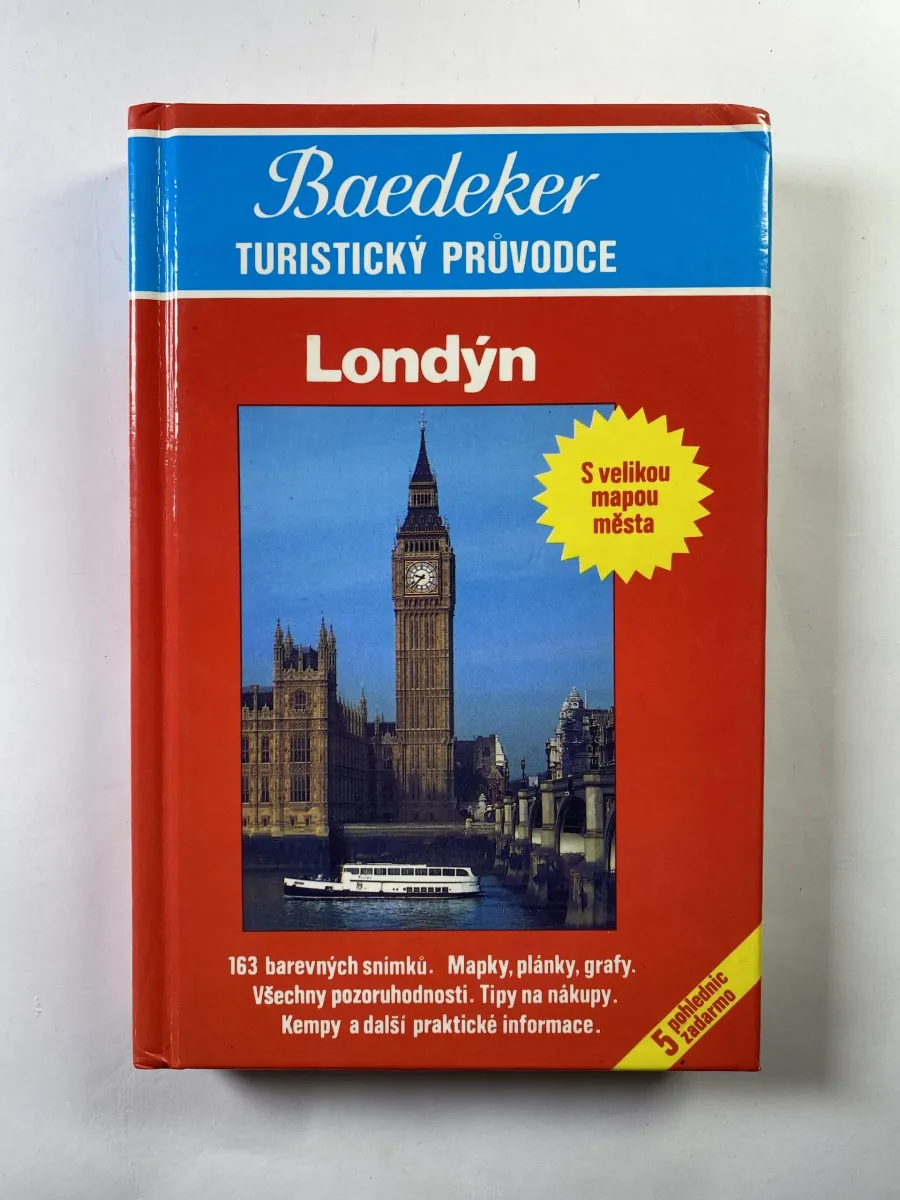 Baedeker
TURISTICKÝ PRŮVODCE
Londýn
S velikou
mapou
města
163 barevných snímků. Mapky, plánky, grafy.
Všechny pozoruhodnosti. Tipy na nákupy.
Kempy a další praktické informace.
5 pohlednic
zadarmo